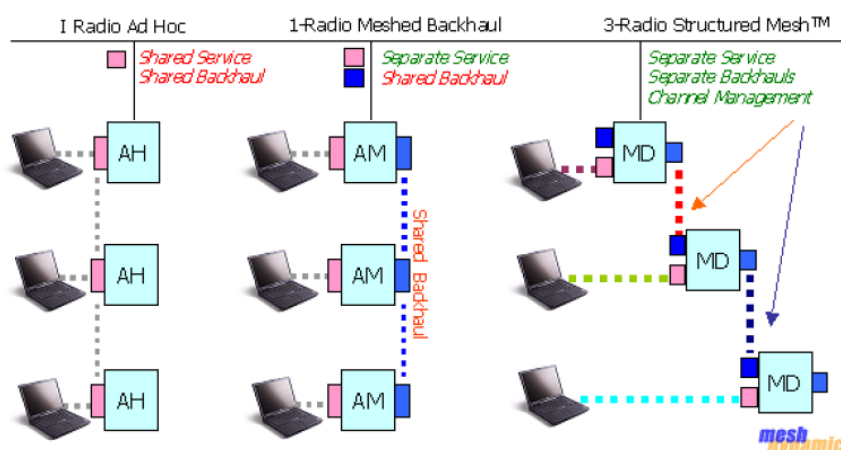 I Radio Ad Hoc
Shared Service
Shared Backhaul
AH
AH
AH
1-Radio Meshed Backhaul
Separate Service
Shared Backhaul
AM
AM
AM
Shared Backhaul
3-Radio Structured Mesh™
Separate Service
Separate Backhauls
Channel Management
MD
MD
MD
mesh
dynamic